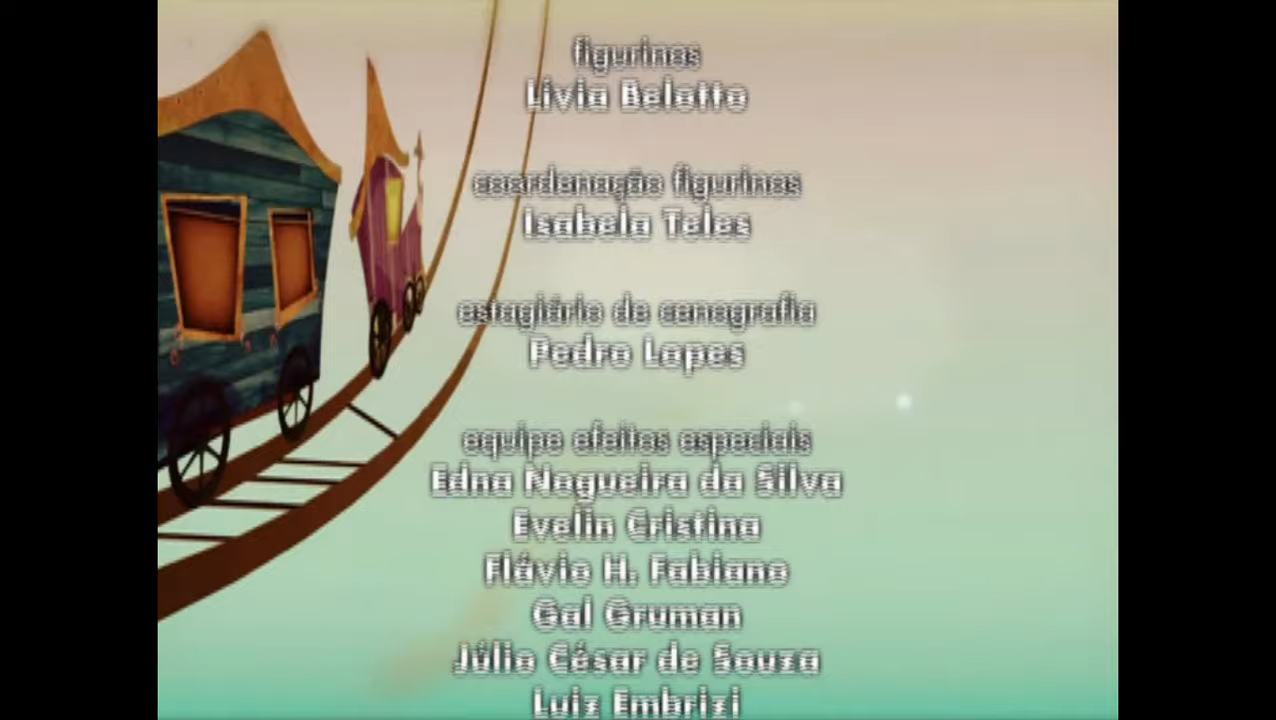 figurinos
Lívia Belotto
coordenação figurinos
Isabela Teles
estagiário de cenografia
Pedro Lopes
equipe efeitos especiais
Edna Nogueira da Silva
Evelin Cristina
Flávio H. Fabiano
Gal Gruman
Júlio César de Souza
Luiz Embrizi